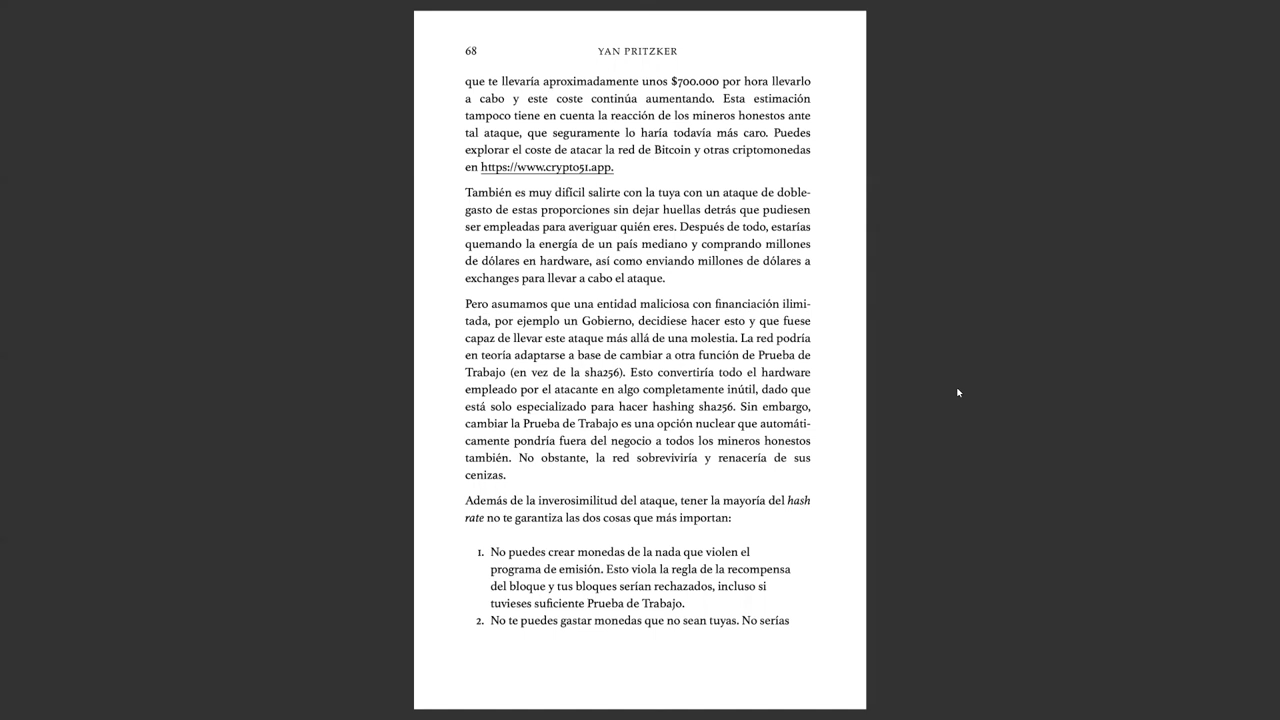 68
YAN PRITZKER
que te llevaría aproximadamente unos $700.000 por hora llevarlo
a cabo y este coste continúa aumentando. Esta estimación
tampoco tiene en cuenta la reacción de los mineros honestos ante
tal ataque, que seguramente lo haría todavía más caro. Puedes
explorar el coste de atacar la red de Bitcoin y otras criptomonedas
en https://www.crypto51.app.
También es muy difícil salirte con la tuya con un ataque de doble-
gasto de estas proporciones sin dejar huellas detrás que pudiesen
ser empleadas para averiguar quién eres. Después de todo, estarías
quemando la energía de un país mediano y comprando millones
de dólares en hardware, así como enviando millones de dólares a
exchanges para llevar a cabo el ataque.
Pero asumamos que una entidad maliciosa con financiación ilimi-
tada, por ejemplo un Gobierno, decidiese hacer esto y que fuese
capaz de llevar este ataque más allá de una molestia. La red podría
en teoría adaptarse a base de cambiar a otra función de Prueba de
Trabajo (en vez de la sha256). Esto convertiría todo el hardware
empleado por el atacante en algo completamente inútil, dado que
está solo especializado para hacer hashing sha256. Sin embargo,
cambiar la Prueba de Trabajo es una opción nuclear que automáti-
camente pondría fuera del negocio a todos los mineros honestos
también. No obstante, la red sobreviviría y renacería de sus
cenizas.
Además de la inverosimilitud del ataque, tener la mayoría del hash
rate no te garantiza las dos cosas que más importan:
1. No puedes crear monedas de la nada que violen el
programa de emisión. Esto viola la regla de la recompensa
del bloque y tus bloques serían rechazados, incluso si
tuvieses suficiente Prueba de Trabajo.
2. No te puedes gastar monedas que no sean tuyas. No serías